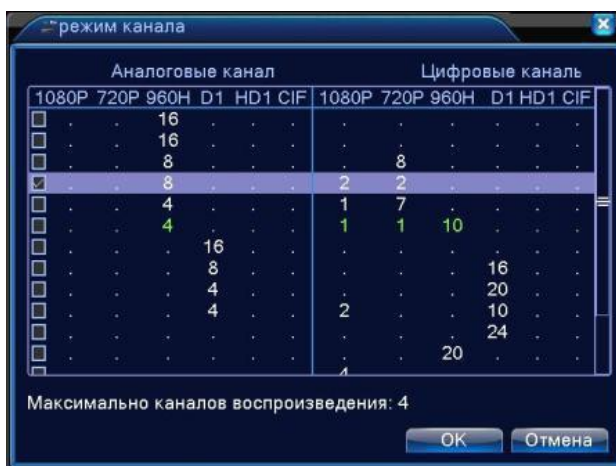 режим канала
Аналоговые канал Цифровые каналь
1080P 720P 960H D1 HD1 CIF 1080P 720P 960H D1 HD1 CIF
. . 16 . . . . . . . . .
. . 16 . . . . . . . . .
. . 8 . . . . 8 . . . .
. . 8 . . . 2 2 . . . .
. . 4 . . . 1 7 . . . .
. . 4 . . . 1 1 10 . . .
. . . 16 . . . . . . . .
. . . 8 . . . . . 16 . .
. . . 4 . . . . . 20 . .
. . . 4 . . 2 . . 10 . .
. . . . . . . . . 24 . .
. . . . . . . . 20 . . .
4
Максимально каналов воспроизведения: 4
OK Отмена